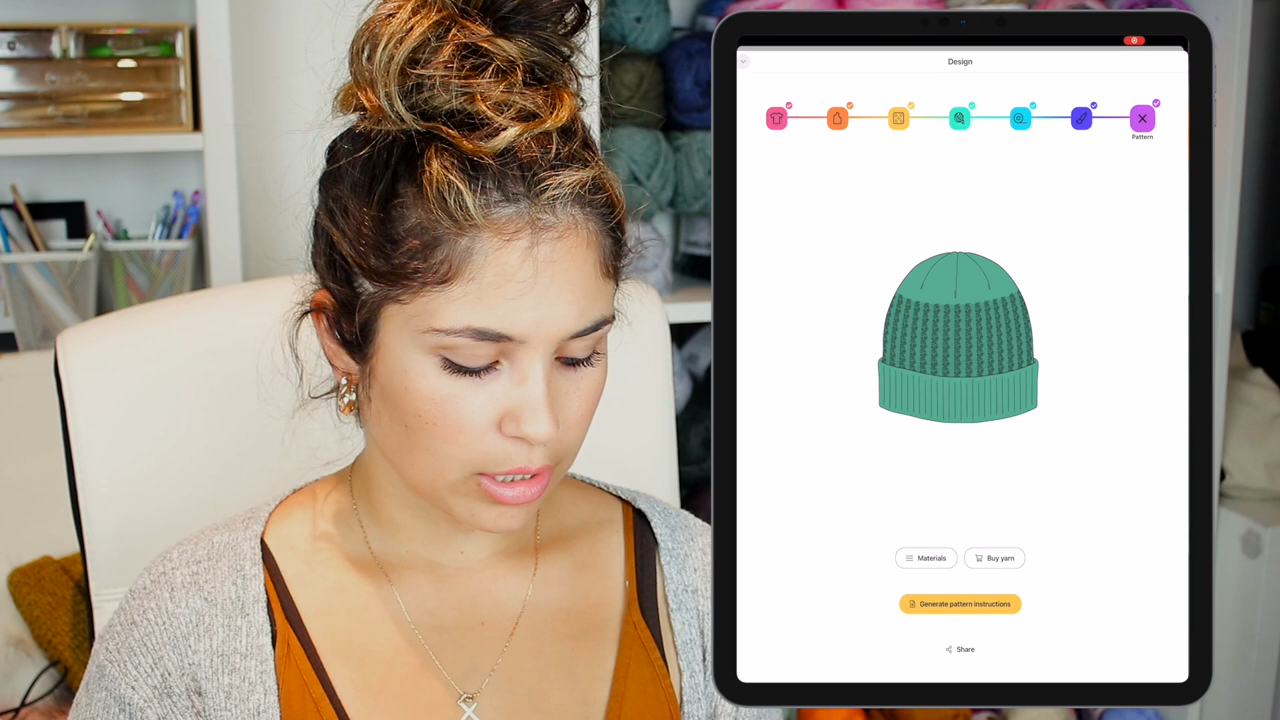 Design
Pattern
Materials
Buy yarn
Generate pattern instructions
Share